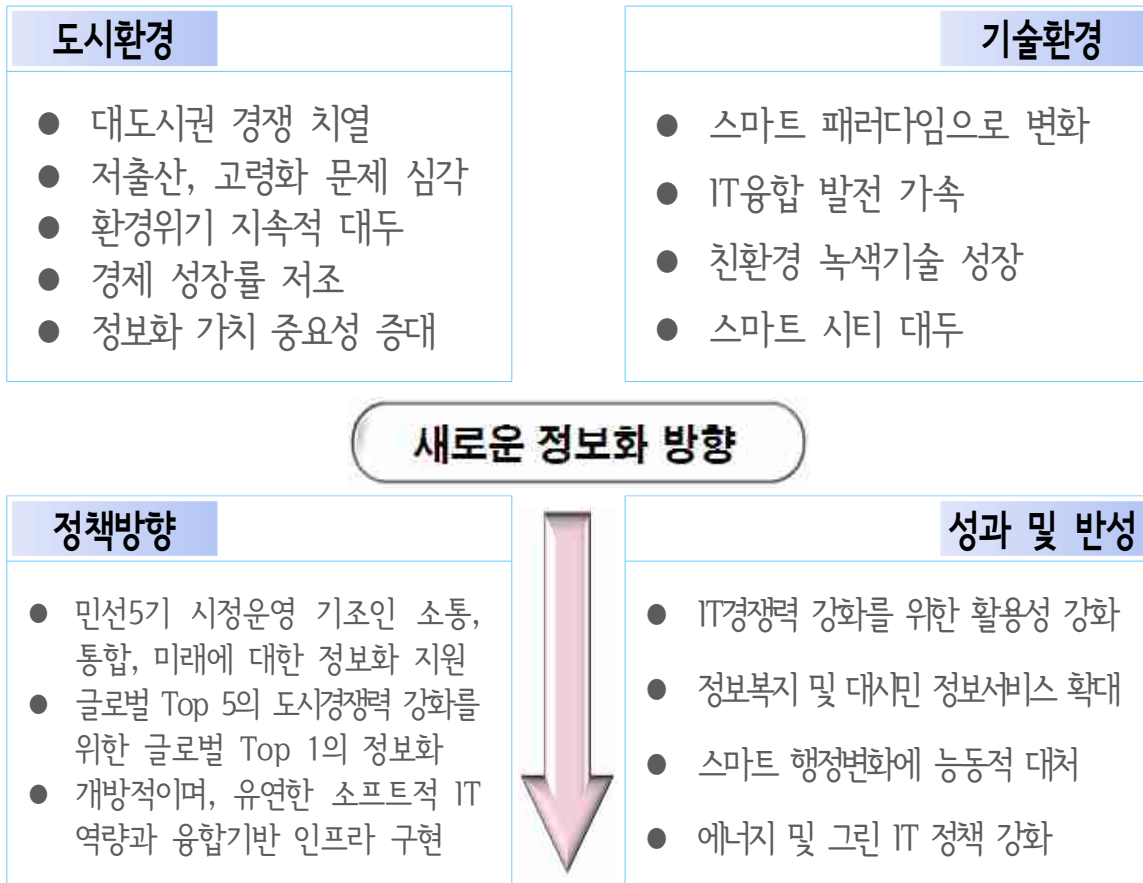 도시환경
대도시권 경쟁 치열
저출산, 고령화 문제 심각
환경위기 지속적 대두
경제 성장률 저조
정보화 가치 중요성 증대
기술환경
스마트 패러다임으로 변화
IT융합 발전 가속
친환경 녹색기술 성장
스마트 시티 대두
새로운 정보화 방향
정책방향
민선5기 시정운영 기조인 소통,
통합, 미래에 대한 정보화 지원
글로벌 Top 5의 도시경쟁력 강화를
위한 글로벌 Top 1의 정보화
개방적이며, 유연한 소프트적 IT
역량과 융합기반 인프라 구현
성과 및 반성
IT경쟁력 강화를 위한 활용성 강화
정보복지 및 대시민 정보서비스 확대
스마트 행정변화에 능동적 대처
에너지 및 그린 IT 정책 강화